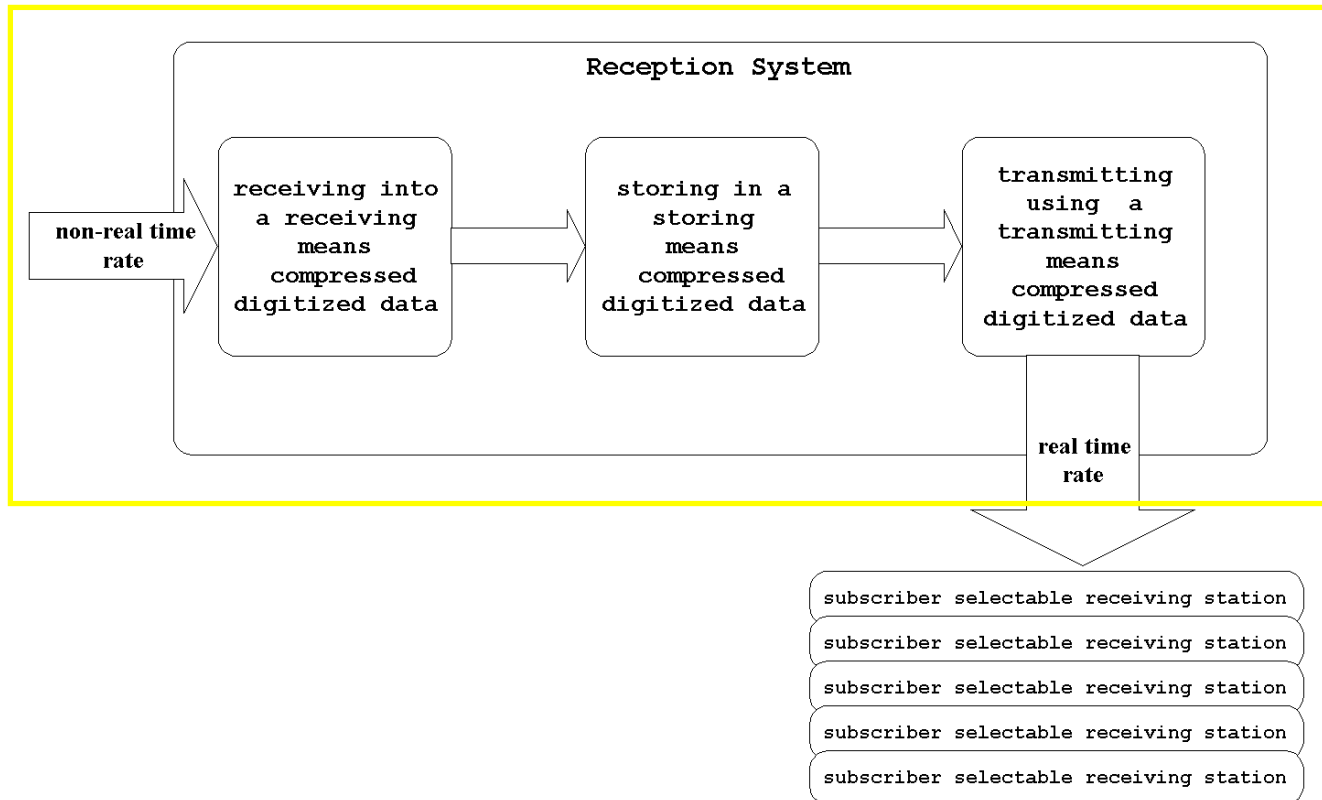 Reception System
non-real time
rate
receiving into
a receiving
means
compressed
digitized data
storing in a
storing
means
compressed
digitized data
transmitting
using a
transmitting
means
compressed
digitized data
real time
rate
subscriber selectable receiving station
subscriber selectable receiving station
subscriber selectable receiving station
subscriber selectable receiving station
subscriber selectable receiving station